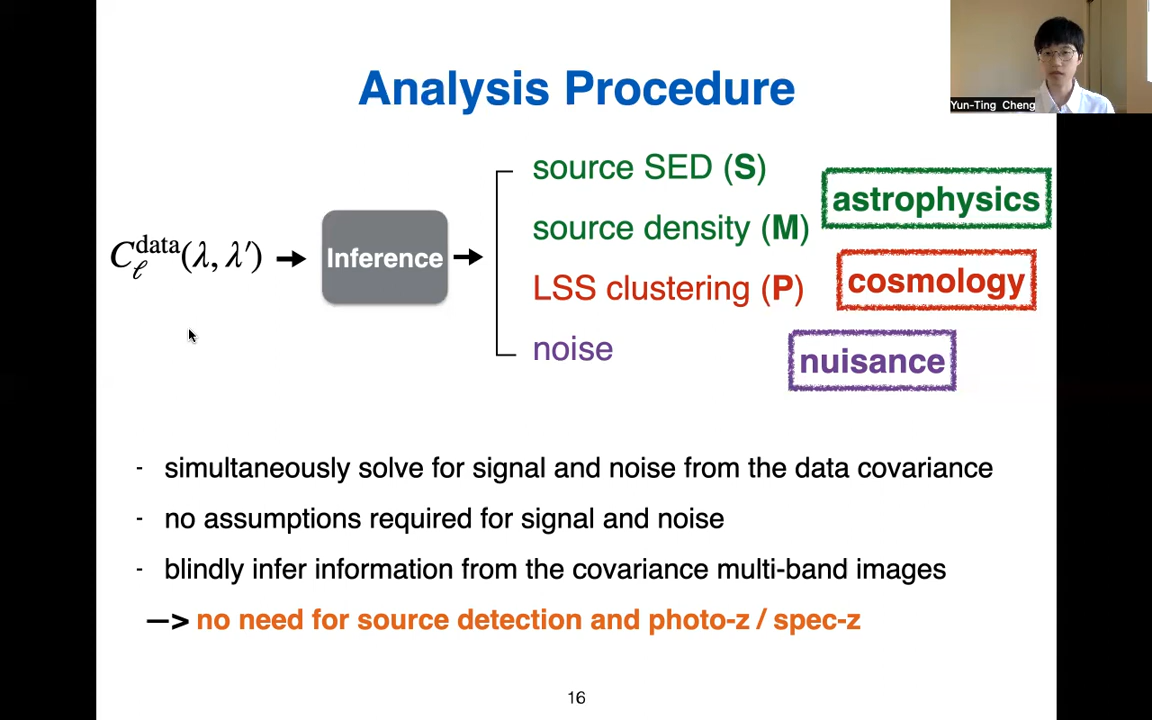 Analysis Procedure
Yun-Ting Cheng
source SED (S)
astrophysics
source density (M)
C_ℓ^data(λ, λ′)
Inference
LSS clustering (P)
cosmology
noise
nuisance
- simultaneously solve for signal and noise from the data covariance
- no assumptions required for signal and noise
- blindly infer information from the covariance multi-band images
—> no need for source detection and photo-z / spec-z
16